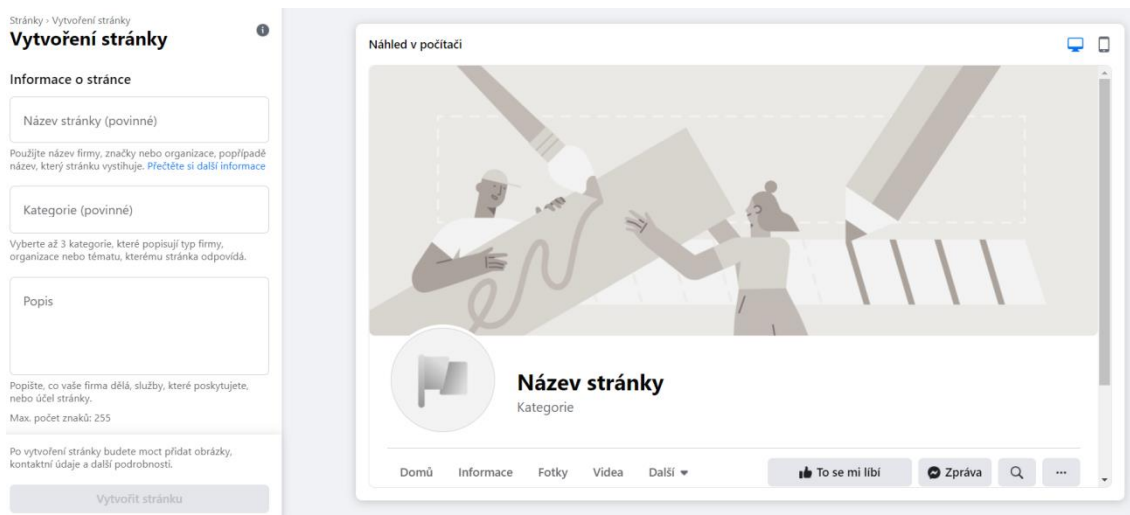 Stránky › Vytvoření stránky
Vytvoření stránky
Informace o stránce
Název stránky (povinné)
Použijte název firmy, značky nebo organizace, popřípadě
název, který stránku vystihuje. Přečtěte si další informace
Kategorie (povinné)
Vyberte až 3 kategorie, které popisují typ firmy,
organizace nebo tématu, kterému stránka odpovídá.
Popis
Popište, co vaše firma dělá, služby, které poskytujete,
nebo účel stránky.
Max. počet znaků: 255
Po vytvoření stránky budete moct přidat obrázky,
kontaktní údaje a další podrobnosti.
Vytvořit stránku
Náhled v počítači
Název stránky
Kategorie
Domů Informace Fotky Videa Další To se mi líbí Zpráva ...